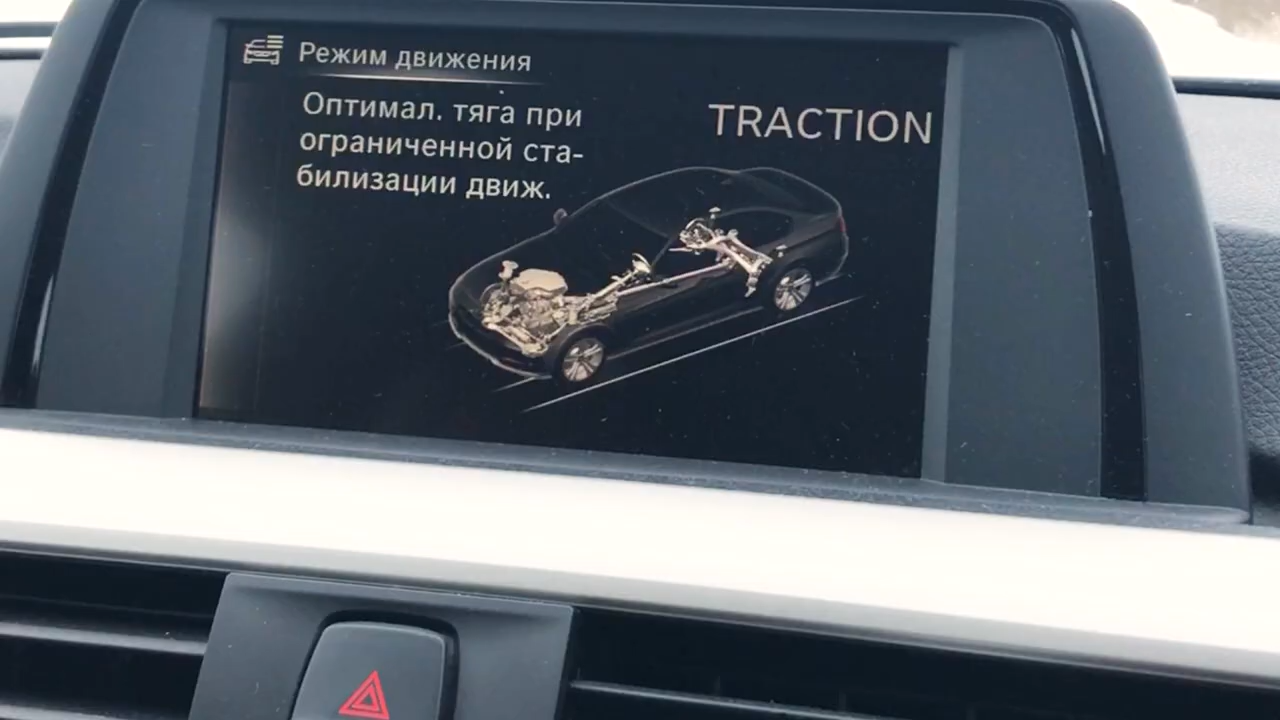 Режим движения
Оптимал. тяга при
ограниченной ста-
билизации движ.
TRACTION